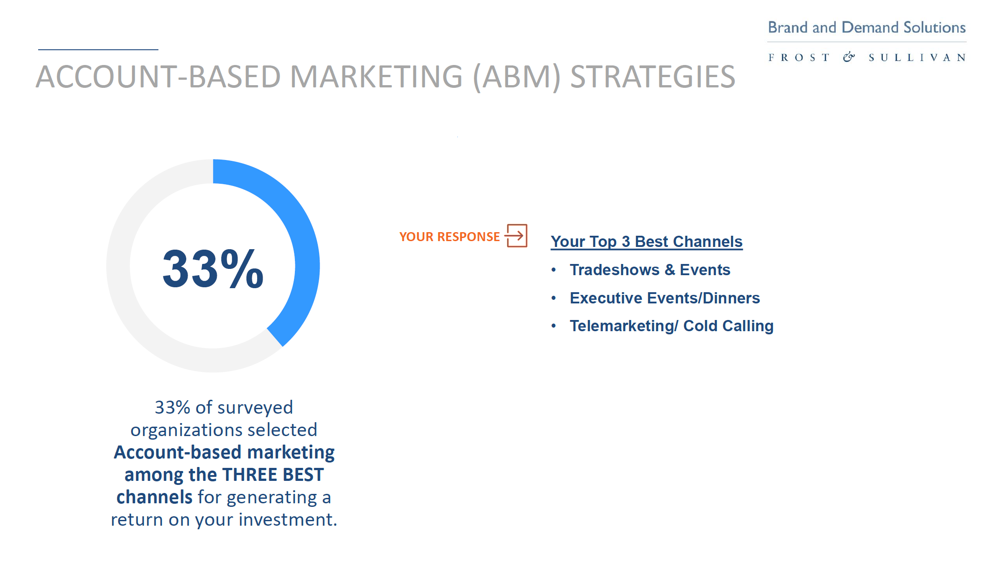 Brand and Demand Solutions
FROST & SULLIVAN
ACCOUNT-BASED MARKETING (ABM) STRATEGIES
33%
33% of surveyed
organizations selected
Account-based marketing
among the THREE BEST
channels for generating a
return on your investment.
YOUR RESPONSE
Your Top 3 Best Channels
• Tradeshows & Events
• Executive Events/Dinners
• Telemarketing/ Cold Calling